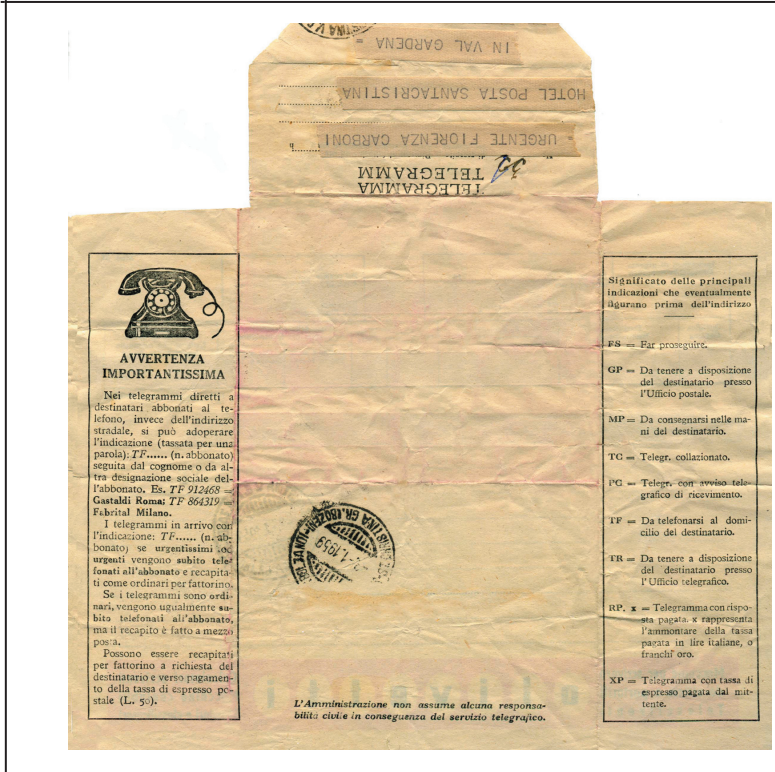 IN VAL GARDENA =
HOTEL POSTA SANTACRISTINA
= URGENTE FIORENZA CARBONI
TELEGRAMM
TELEGRAMMA
AVVERTENZA
IMPORTANTISSIMA
Nei telegrammi diretti a
destinatari abbonati al te-
lefono, invece dell'indirizzo
stradale, si può adoperare
l'indicazione (tassata per una
parola): TF...... (n. abbonato)
seguita dal cognome o da al-
tra designazione sociale del-
l'abbonato. Es. TF 912468 =
Gastaldi Roma; TF 864319 =
Fabrital Milano.
I telegrammi in arrivo con
l'indicazione: TF...... (n. ab-
bonato) se urgentissimi od
urgenti vengono subito tele-
fonati all'abbonato e recapita-
ti come ordinari per fattorino.
Se i telegrammi sono ordi-
nari, vengono ugualmente su-
bito telefonati all'abbonato,
ma il recapito è fatto a mezzo
posta.
Possono essere recapitati
per fattorino a richiesta del
destinatario e verso pagamen-
to della tassa di espresso po-
stale (L. 50).
L'Amministrazione non assume alcuna responsa-
bilità civile in conseguenza del servizio telegrafico.
Significato delle principali
indicazioni che eventualmente
figurano prima dell'indirizzo
FS = Far proseguire.
GP = Da tenere a disposizione
del destinatario presso
l'Ufficio postale.
MP = Da consegnarsi nelle ma-
ni del destinatario.
TC = Telegr. collazionato.
PC = Telegr. con avviso tele-
grafico di ricevimento.
TF = Da telefonarsi al domi-
cilio del destinatario.
TR = Da tenere a disposizione
del destinatario presso
l'Ufficio telegrafico.
RP. x = Telegramma con rispo-
sta pagata. x rappresenta
l'ammontare della tassa
pagata in lire italiane, o
franchi oro.
XP = Telegramma con tassa di
espresso pagata dal mit-
tente.